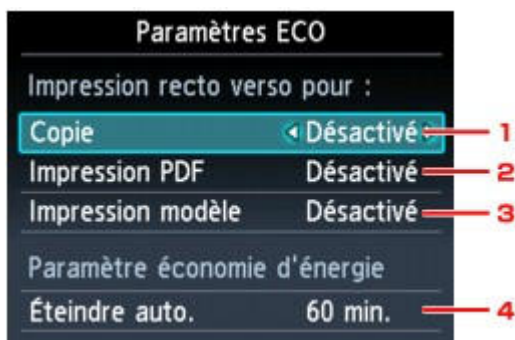 Paramètres ECO
Impression recto verso pour :
Copie Désactivé 1
Impression PDF Désactivé 2
Impression modèle Désactivé 3
Paramètre économie d'énergie
Éteindre auto. 60 min. 4